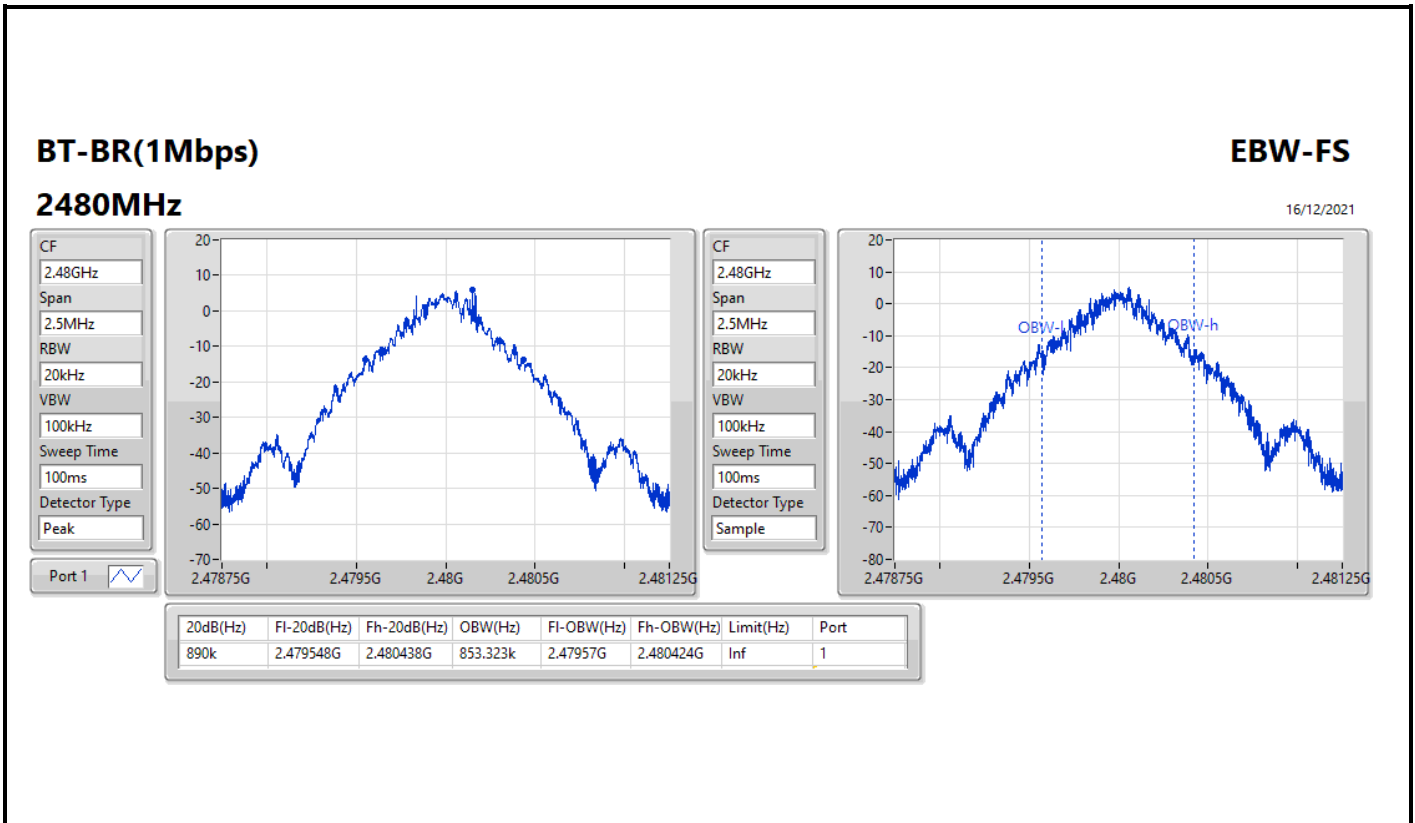 BT-BR(1Mbps)
EBW-FS
2480MHz
16/12/2021
CF
2.48GHz
Span
2.5MHz
RBW
20kHz
VBW
100kHz
Sweep Time
100ms
Detector Type
Peak
Port 1
20
10
0
-10
-20
-30
-40
-50
-60
-70
2.47875G 2.4795G 2.48G 2.4805G 2.48125G
CF
2.48GHz
Span
2.5MHz
RBW
20kHz
VBW
100kHz
Sweep Time
100ms
Detector Type
Sample
20
10
0
-10
-20
-30
-40
-50
-60
-70
-80
OBW-l OBW-h
2.47875G 2.4795G 2.48G 2.4805G 2.48125G
20dB(Hz) Fl-20dB(Hz) Fh-20dB(Hz) OBW(Hz) Fl-OBW(Hz) Fh-OBW(Hz) Limit(Hz) Port
890k 2.479548G 2.480438G 853.323k 2.47957G 2.480424G Inf 1